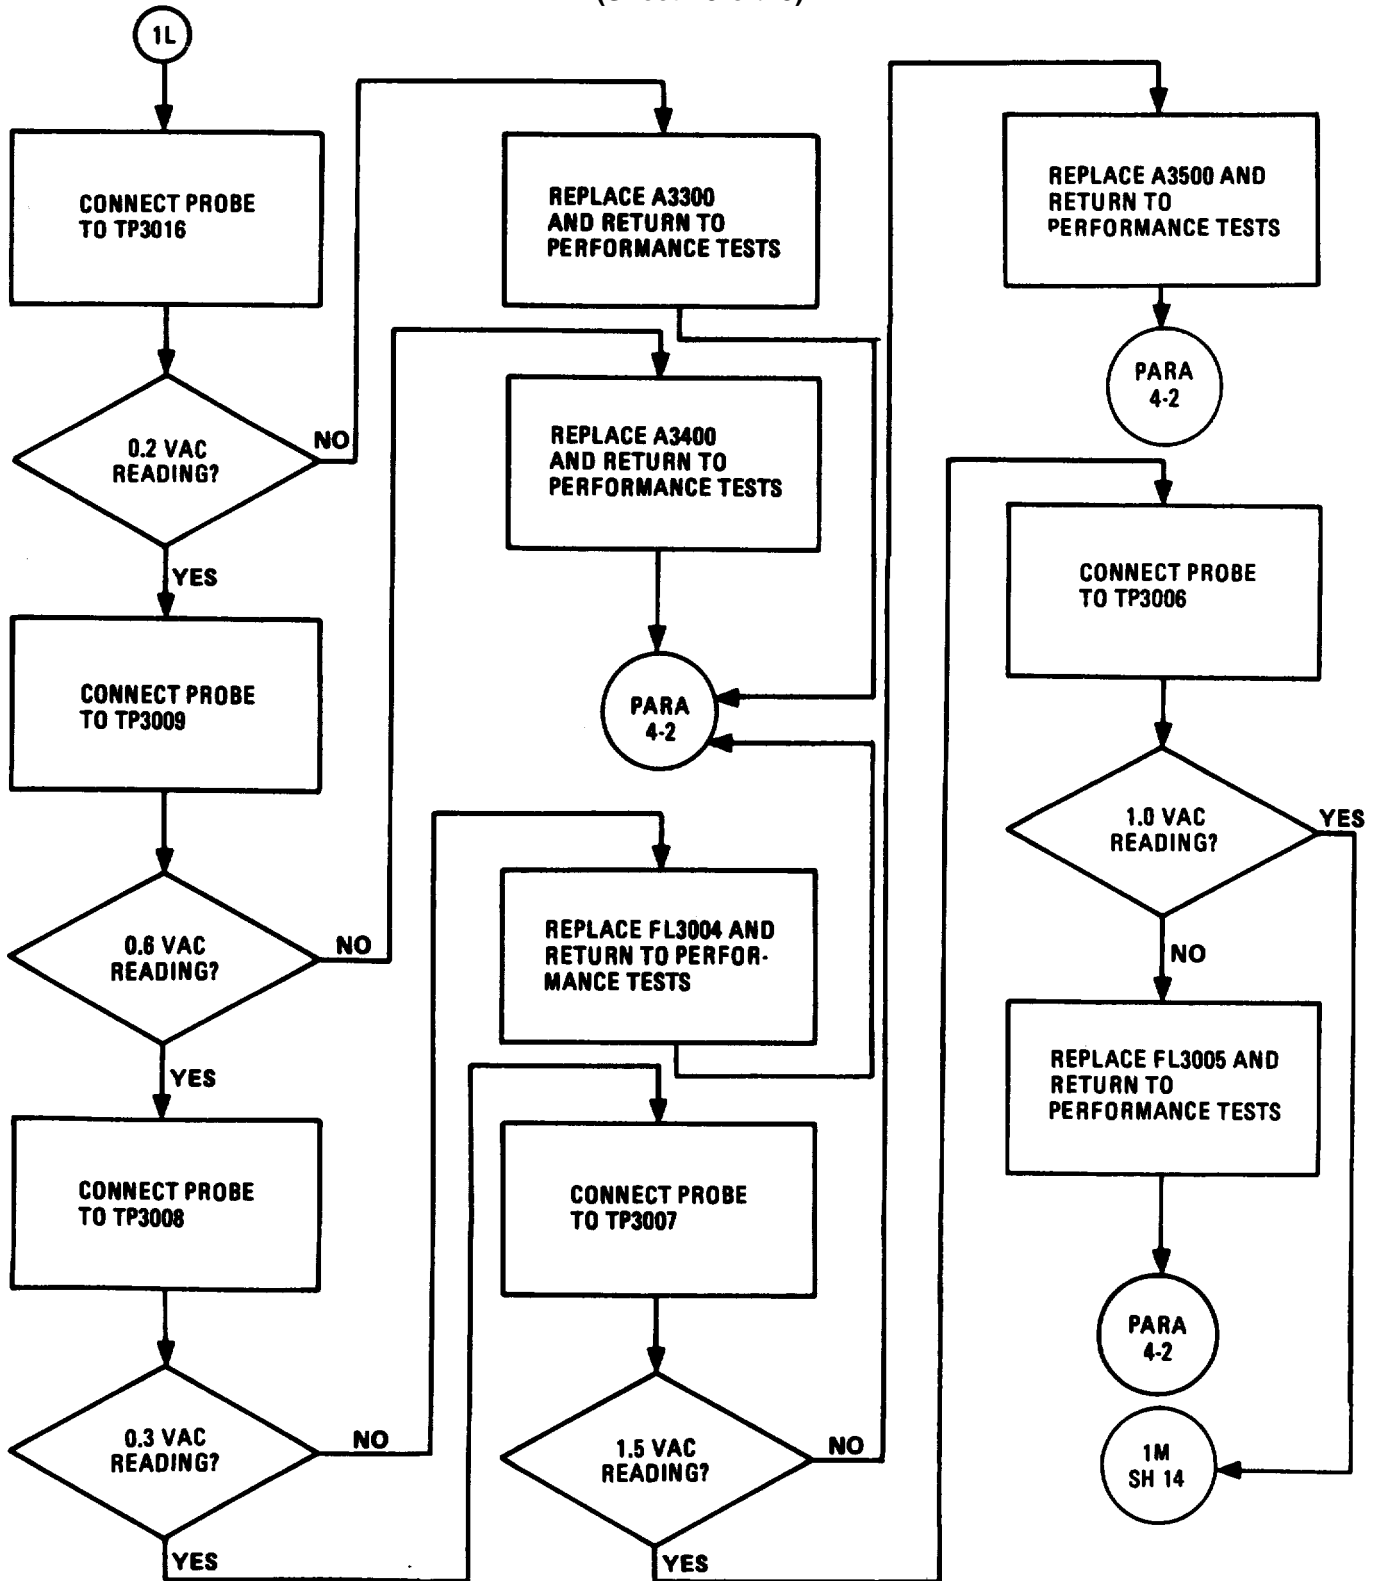 1L
CONNECT PROBE
TO TP3016
0.2 VAC
READING?
NO
YES
CONNECT PROBE
TO TP3009
0.6 VAC
READING?
NO
YES
CONNECT PROBE
TO TP3008
0.3 VAC
READING?
NO
YES
REPLACE A3300
AND RETURN TO
PERFORMANCE TESTS
REPLACE A3400
AND RETURN TO
PERFORMANCE TESTS
PARA
4-2
REPLACE FL3004 AND
RETURN TO PERFOR-
MANCE TESTS
CONNECT PROBE
TO TP3007
1.5 VAC
READING?
NO
YES
REPLACE A3500 AND
RETURN TO
PERFORMANCE TESTS
PARA
4-2
CONNECT PROBE
TO TP3006
1.0 VAC
READING?
YES
NO
REPLACE FL3005 AND
RETURN TO
PERFORMANCE TESTS
PARA
4-2
1M
SH 14